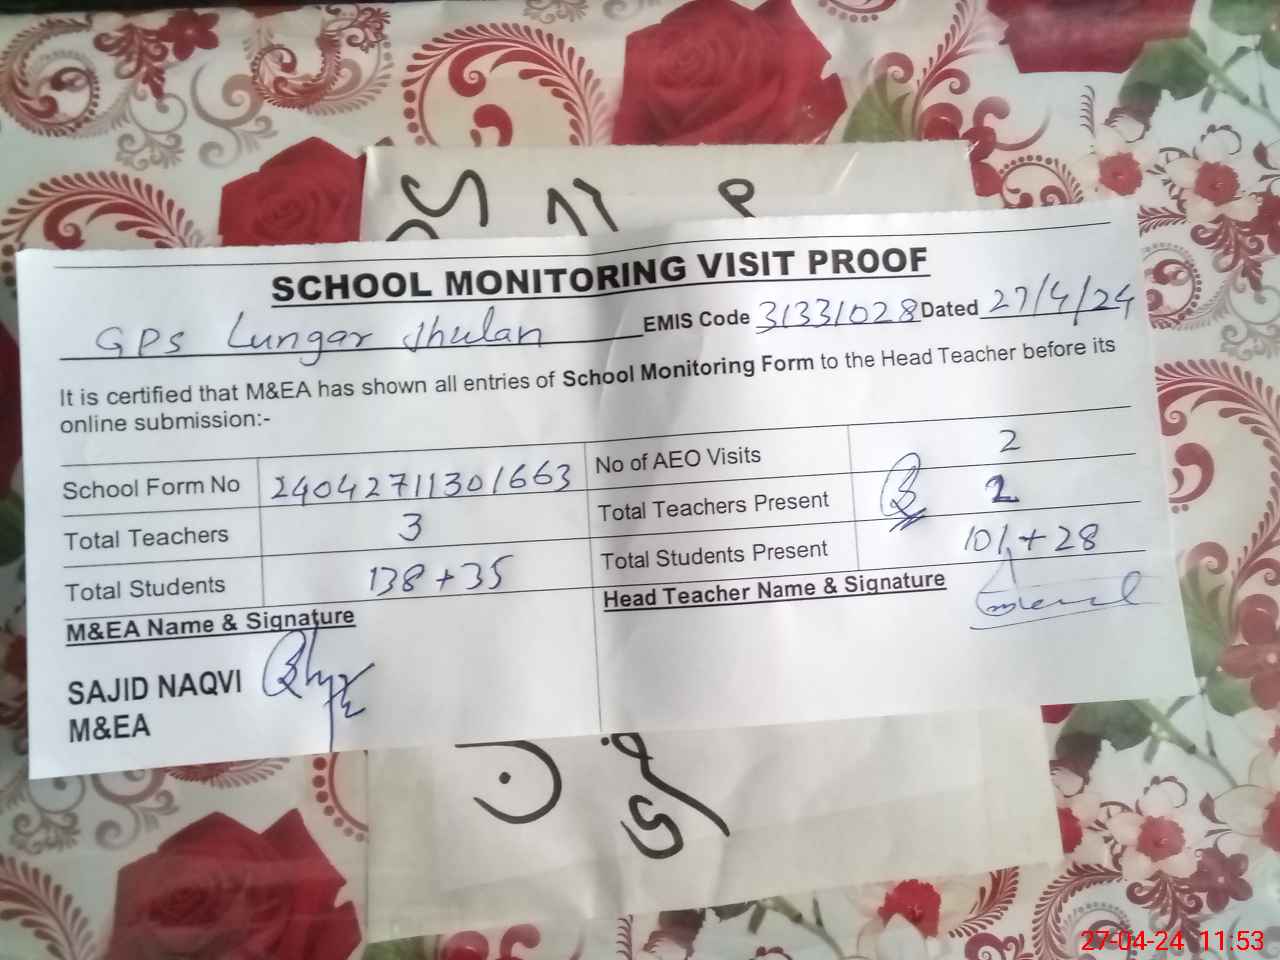 SCHOOL MONITORING VISIT PROOF
GPS Lungar Jhulan EMIS Code 31331028 Dated 27/4/24
It is certified that M&EA has shown all entries of School Monitoring Form to the Head Teacher before its
online submission:-
School Form No 24042711301663 No of AEO Visits 2
Total Teachers 3 Total Teachers Present 2
Total Students 138+35 Total Students Present 101+28
M&EA Name & Signature Head Teacher Name & Signature
SAJID NAQVI
M&EA
27-04-24 11:53